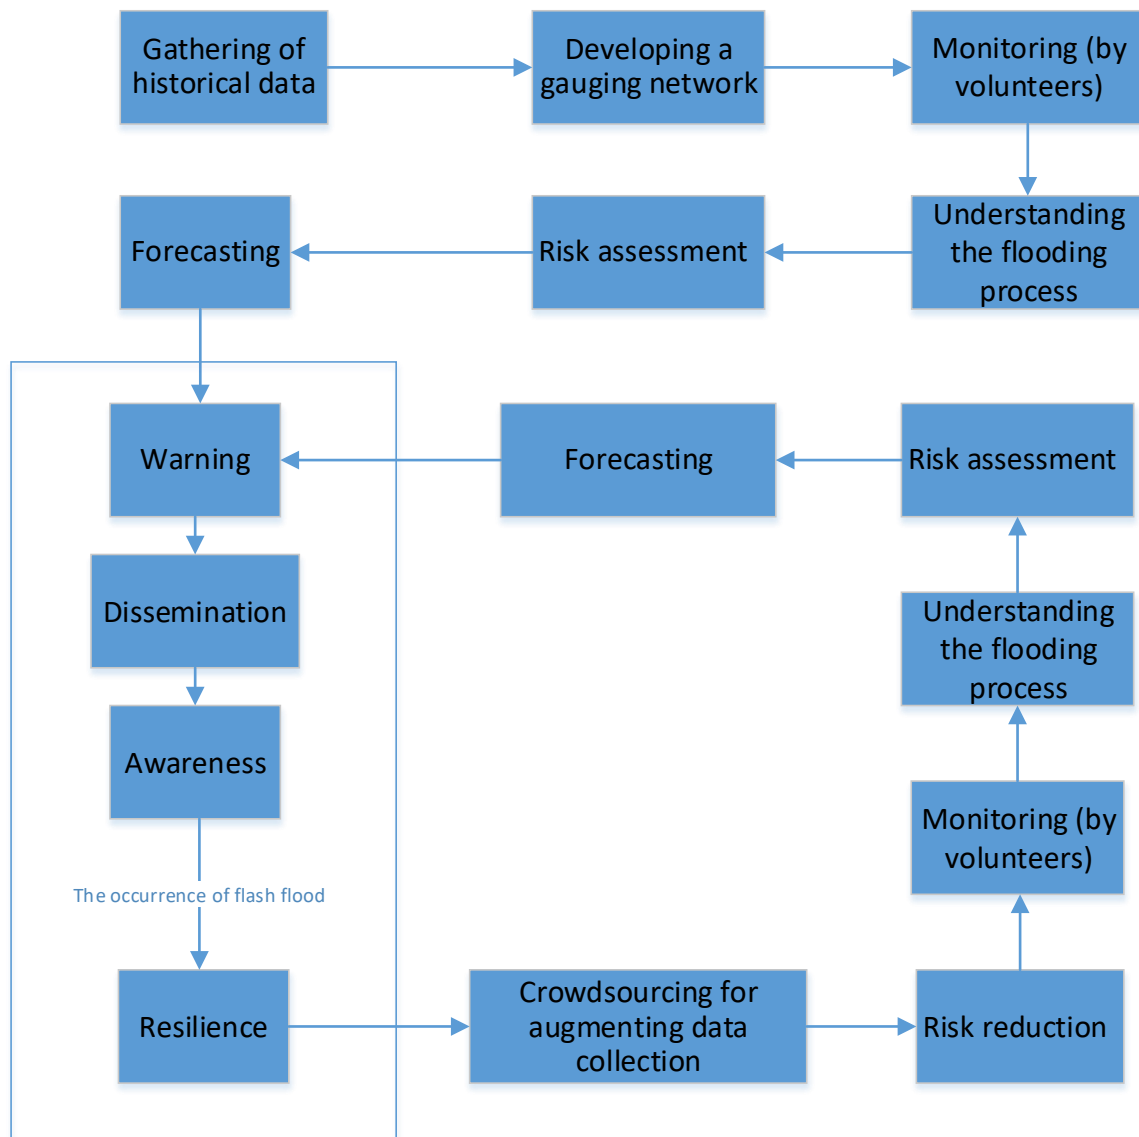 Gathering of
historical data
Developing a
gauging network
Monitoring (by
volunteers)
Understanding
the flooding
process
Risk assessment
Forecasting
Warning
Forecasting
Risk assessment
Dissemination
Understanding
the flooding
process
Awareness
Monitoring (by
volunteers)
The occurrence of flash flood
Resilience
Crowdsourcing for
augmenting data
collection
Risk reduction